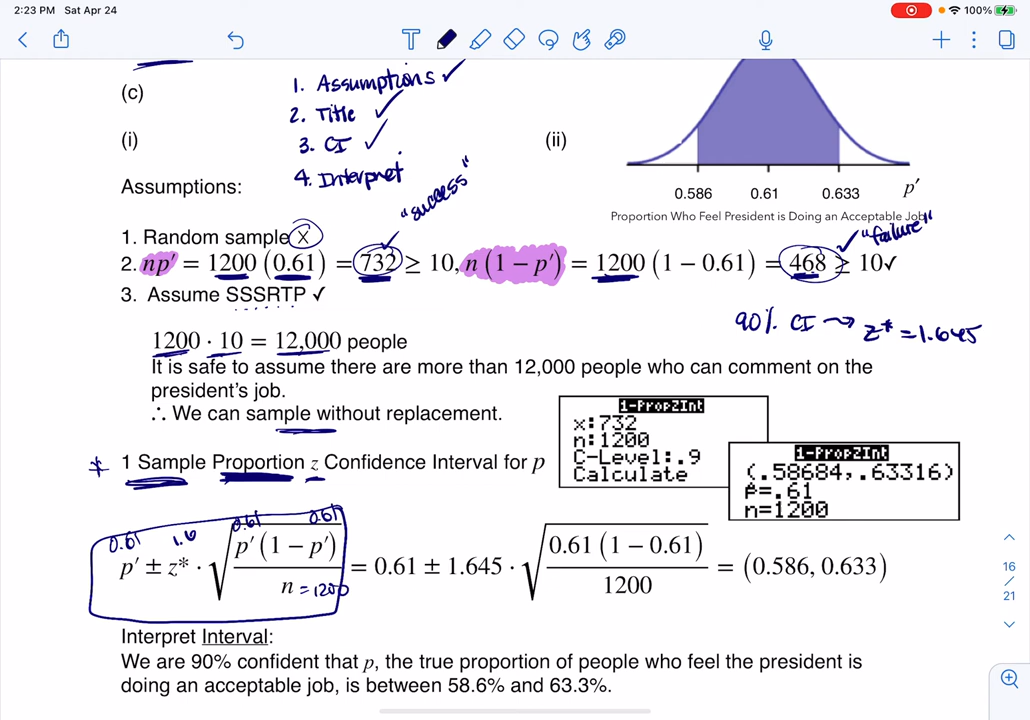 2:23 PM Sat Apr 24
100%
T
(c)
1. Assumptions ✓
2. Title ✓
(i)
3. CI ✓
(ii)
4. Interpret
Assumptions:
0.586 0.61 0.633 p′
Proportion Who Feel President is Doing an Acceptable Job
"success"
"failure"
1. Random sample X
2. np′ = 1200 (0.61) = 732 ≥ 10, n (1 − p′) = 1200 (1 − 0.61) = 468 ≥ 10✓
3. Assume SSSRTP ✓
90% CI → z* = 1.645
1200 · 10 = 12,000 people
It is safe to assume there are more than 12,000 people who can comment on the
president's job.
∴ We can sample without replacement.
1-PropZInt
x:732
n:1200
C-Level:.9
Calculate
1-PropZInt
(.58684,.63316)
p̂=.61
n=1200
* 1 Sample Proportion z Confidence Interval for p
0.61 1.6 0.61 0.61
p′ ± z* · √ p′ (1 − p′) / n = 0.61 ± 1.645 · √ 0.61 (1 − 0.61) / 1200 = (0.586, 0.633)
= 1200
16
/
21
Interpret Interval:
We are 90% confident that p, the true proportion of people who feel the president is
doing an acceptable job, is between 58.6% and 63.3%.